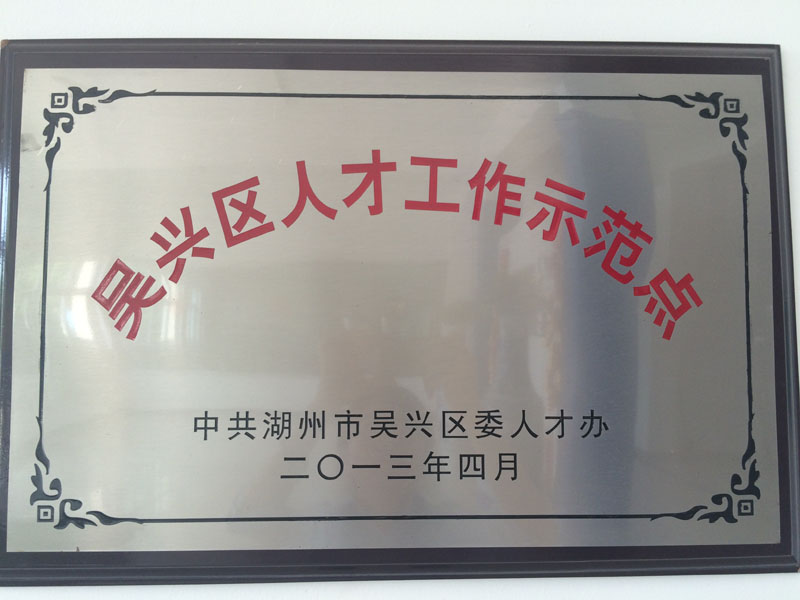 吴兴区人才工作示范点
中共湖州市吴兴区委人才办
二〇一三年四月